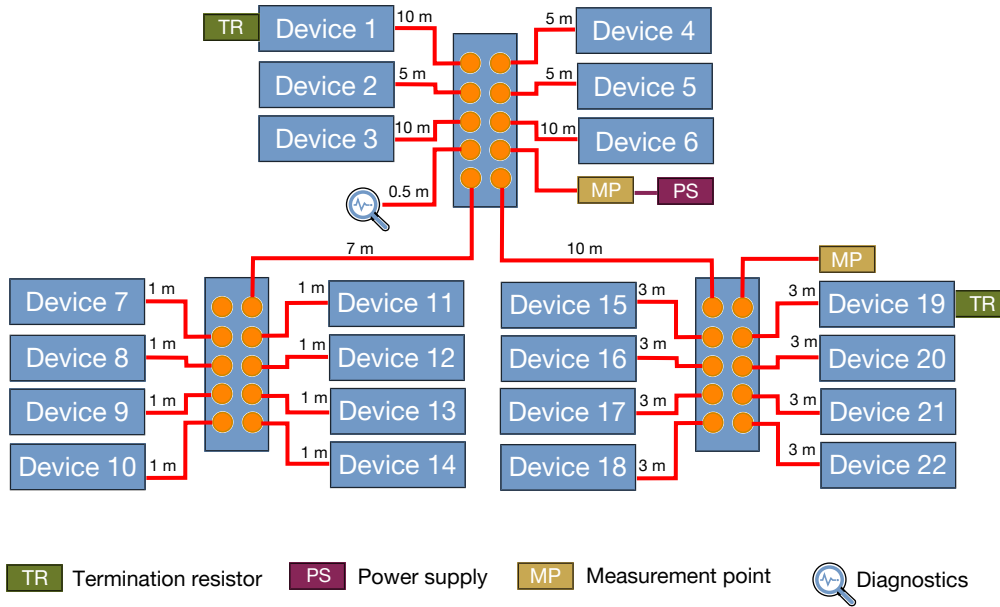 TR Device 1 10 m 5 m Device 4
Device 2 5 m 5 m Device 5
Device 3 10 m 10 m Device 6
0.5 m MP PS
7 m 10 m MP
Device 7 1 m 1 m Device 11
Device 8 1 m 1 m Device 12
Device 9 1 m 1 m Device 13
Device 10 1 m 1 m Device 14
Device 15 3 m 3 m Device 19 TR
Device 16 3 m 3 m Device 20
Device 17 3 m 3 m Device 21
Device 18 3 m 3 m Device 22
TR Termination resistor PS Power supply MP Measurement point Diagnostics